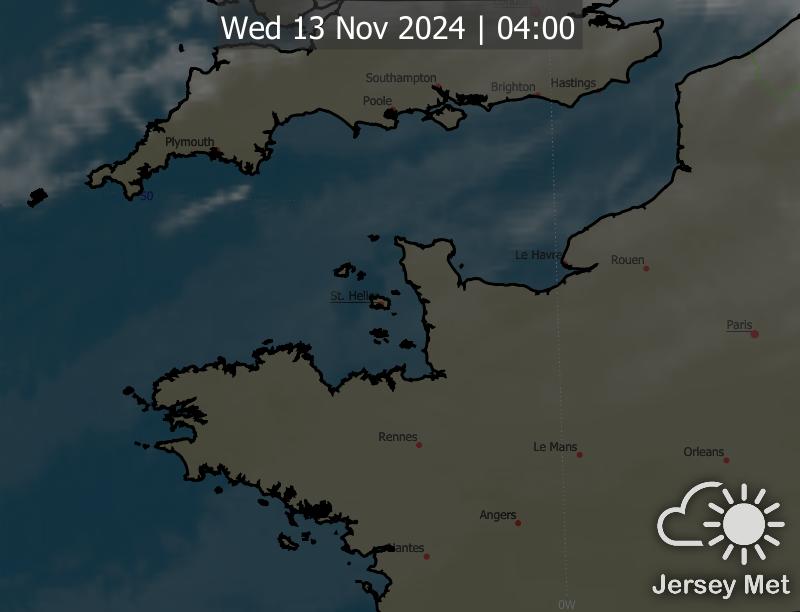 Wed 13 Nov 2024 | 04:00
Southampton
Brighton
Hastings
Poole
Plymouth
50
Le Havre
Rouen
St. Helier
Paris
Rennes
Le Mans
Orleans
Angers
Nantes
Jersey Met
0W